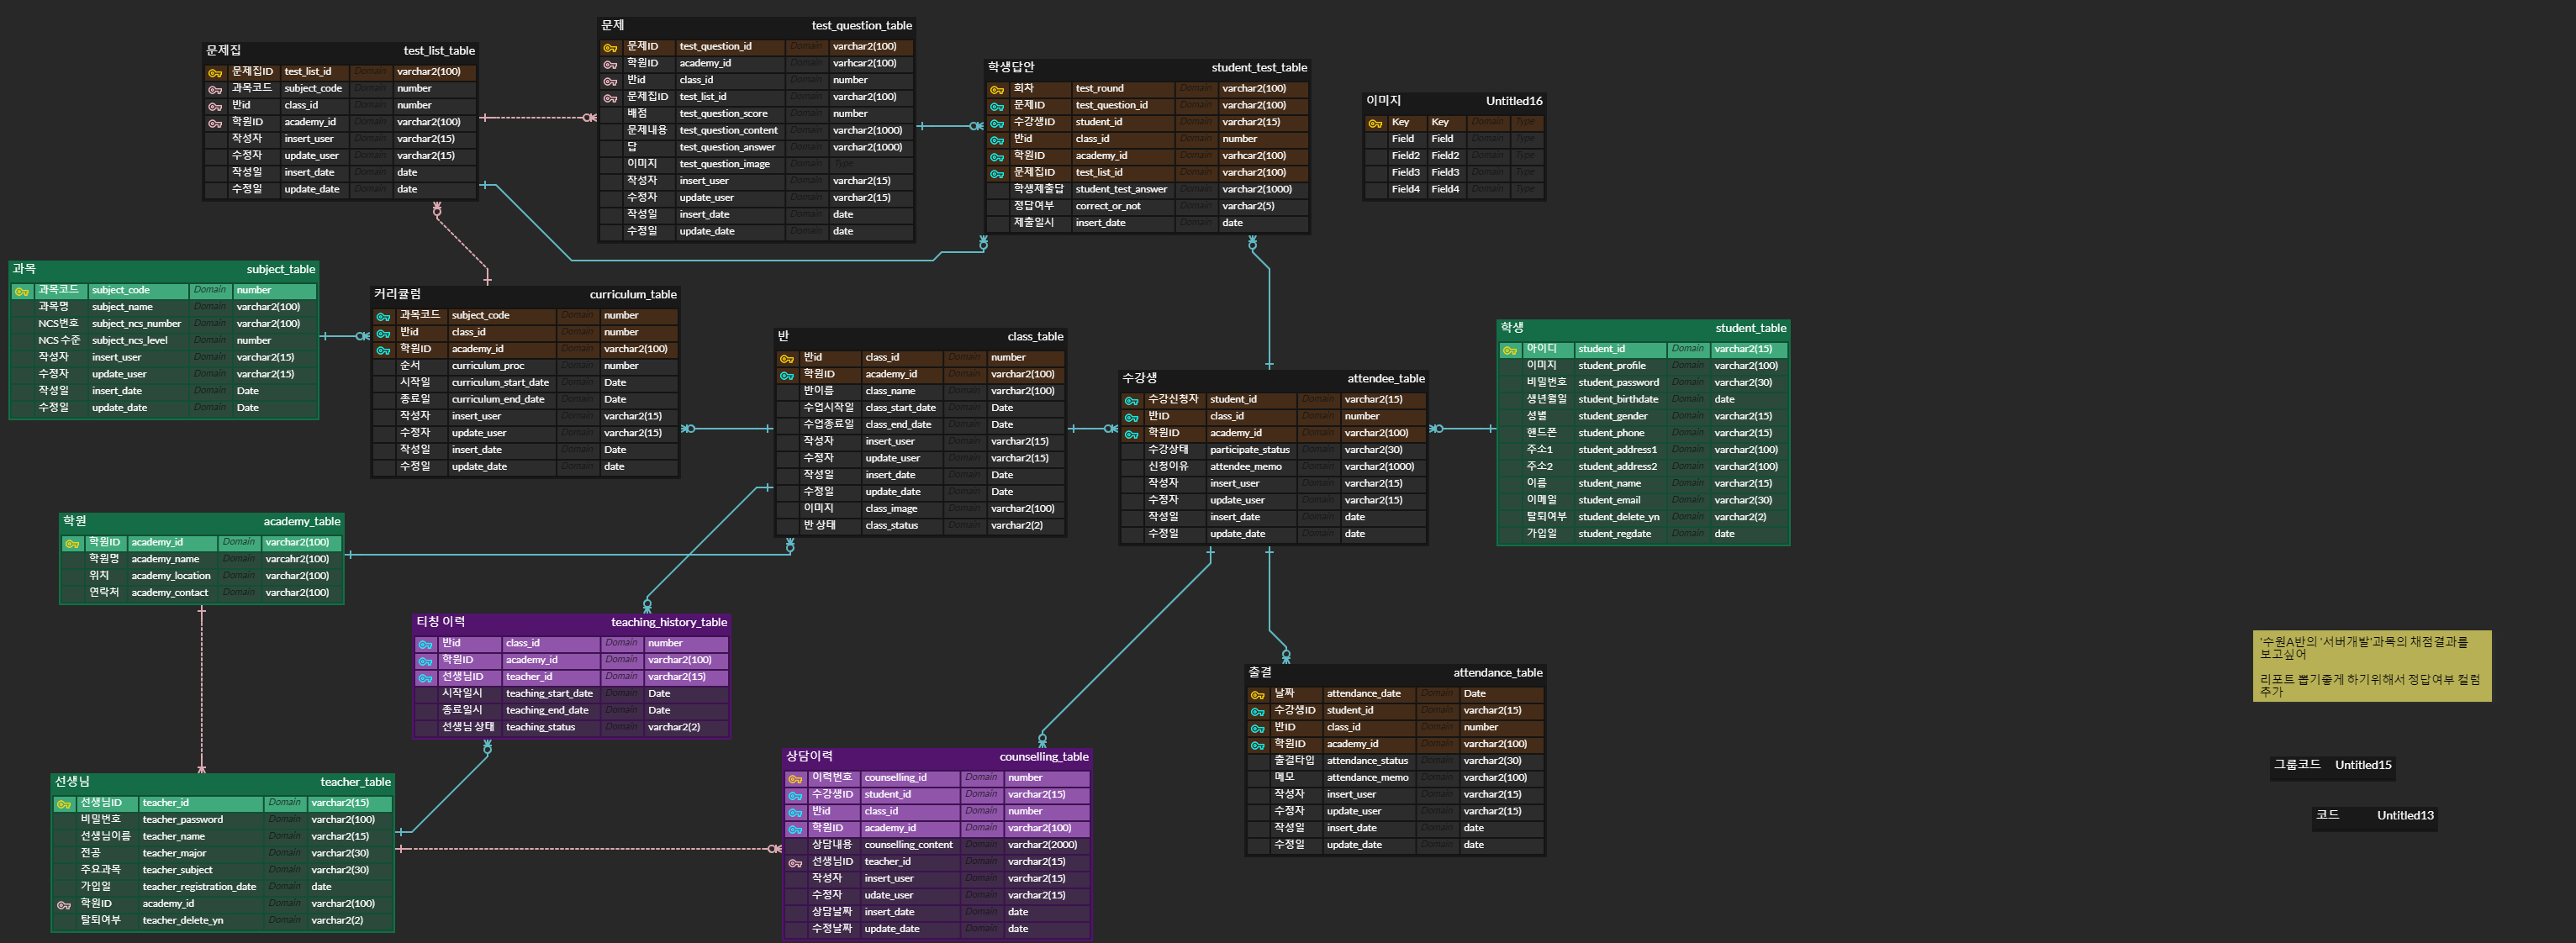 문제집 test_list_table
문제집ID test_list_id Domain varchar2(100)
과목코드 subject_code Domain number
반id class_id Domain number
학원ID academy_id Domain varchar2(100)
작성자 insert_user Domain varchar2(15)
수정자 update_user Domain varchar2(15)
작성일 insert_date Domain date
수정일 update_date Domain date
문제 test_question_table
문제ID test_question_id Domain varchar2(100)
학원ID academy_id Domain varhcar2(100)
반id class_id Domain number
문제집ID test_list_id Domain varchar2(100)
배점 test_question_score Domain number
문제내용 test_question_content Domain varchar2(1000)
답 test_question_answer Domain varchar2(1000)
이미지 test_question_image Domain Type
작성자 insert_user Domain varchar2(15)
수정자 update_user Domain varchar2(15)
작성일 insert_date Domain date
수정일 update_date Domain date
학생답안 student_test_table
회차 test_round Domain varchar2(100)
문제ID test_question_id Domain varchar2(100)
수강생ID student_id Domain varchar2(15)
반id class_id Domain number
학원ID academy_id Domain varhcar2(100)
문제집ID test_list_id Domain varchar2(100)
학생제출답 student_test_answer Domain varchar2(1000)
정답여부 correct_or_not Domain varchar2(5)
제출일시 insert_date Domain date
이미지 Untitled16
Key Key Domain Type
Field Field Domain Type
Field2 Field2 Domain Type
Field3 Field3 Domain Type
Field4 Field4 Domain Type
과목 subject_table
과목코드 subject_code Domain number
과목명 subject_name Domain varchar2(100)
NCS번호 subject_ncs_number Domain varchar2(100)
NCS 수준 subject_ncs_level Domain number
작성자 insert_user Domain varchar2(15)
수정자 update_user Domain varchar2(15)
작성일 insert_date Domain Date
수정일 update_date Domain Date
커리큘럼 curriculum_table
과목코드 subject_code Domain number
반id class_id Domain number
학원ID academy_id Domain varchar2(100)
순서 curriculum_proc Domain number
시작일 curriculum_start_date Domain Date
종료일 curriculum_end_date Domain Date
작성자 insert_user Domain varchar2(15)
수정자 update_user Domain varchar2(15)
작성일 insert_date Domain Date
수정일 update_date Domain date
반 class_table
반id class_id Domain number
학원ID academy_id Domain varchar2(100)
반이름 class_name Domain varchar2(100)
수업시작일 class_start_date Domain Date
수업종료일 class_end_date Domain Date
작성자 insert_user Domain varchar2(15)
수정자 update_user Domain varchar2(15)
작성일 insert_date Domain Date
수정일 update_date Domain Date
이미지 class_image Domain varchar2(100)
반 상태 class_status Domain varchar2(2)
수강생 attendee_table
수강신청자 student_id Domain varchar2(15)
반ID class_id Domain number
학원ID academy_id Domain varchar2(100)
수강상태 participate_status Domain varchar2(30)
신청이유 attendee_memo Domain varchar2(1000)
작성자 insert_user Domain varchar2(15)
수정자 update_user Domain varchar2(15)
작성일 insert_date Domain date
수정일 update_date Domain date
학생 student_table
아이디 student_id Domain varchar2(15)
이미지 student_profile Domain varchar2(100)
비밀번호 student_password Domain varchar2(30)
생년월일 student_birthdate Domain date
성별 student_gender Domain varchar2(15)
핸드폰 student_phone Domain varchar2(15)
주소1 student_address1 Domain varchar2(100)
주소2 student_address2 Domain varchar2(100)
이름 student_name Domain varchar2(15)
이메일 student_email Domain varchar2(30)
탈퇴여부 student_delete_yn Domain varchar2(2)
가입일 student_regdate Domain date
학원 academy_table
학원ID academy_id Domain varchar2(100)
학원명 academy_name Domain varcahr2(100)
위치 academy_location Domain varchar2(100)
연락처 academy_contact Domain varchar2(100)
티칭 이력 teaching_history_table
반id class_id Domain number
학원ID academy_id Domain varchar2(100)
선생님ID teacher_id Domain varchar2(15)
시작일시 teaching_start_date Domain Date
종료일시 teaching_end_date Domain Date
선생님 상태 teaching_status Domain varchar2(2)
선생님 teacher_table
선생님ID teacher_id Domain varchar2(15)
비밀번호 teacher_password Domain varchar2(100)
선생님이름 teacher_name Domain varchar2(15)
전공 teacher_major Domain varchar2(30)
주요과목 teacher_subject Domain varchar2(30)
가입일 teacher_registration_date Domain date
학원ID academy_id Domain varchar2(100)
탈퇴여부 teacher_delete_yn Domain varchar2(2)
상담이력 counselling_table
이력번호 counselling_id Domain number
수강생ID student_id Domain varchar2(15)
반id class_id Domain number
학원ID academy_id Domain varchar2(100)
상담내용 counselling_content Domain varchar2(2000)
선생님ID teacher_id Domain varchar2(15)
작성자 insert_user Domain varchar2(15)
수정자 udate_user Domain varchar2(15)
상담날짜 insert_date Domain date
수정날짜 update_date Domain date
출결 attendance_table
날짜 attendance_date Domain Date
수강생ID student_id Domain varchar2(15)
반ID class_id Domain number
학원ID academy_id Domain varchar2(100)
출결타입 attendance_status Domain varchar2(30)
메모 attendance_memo Domain varchar2(100)
작성자 insert_user Domain varchar2(15)
수정자 update_user Domain varchar2(15)
작성일 insert_date Domain date
수정일 update_date Domain date
'수원A반의 '서버개발'과목의 채점결과를
보고싶어
리포트 뽑기좋게 하기위해서 정답여부 컬럼
추가
그룹코드 Untitled15
코드 Untitled13